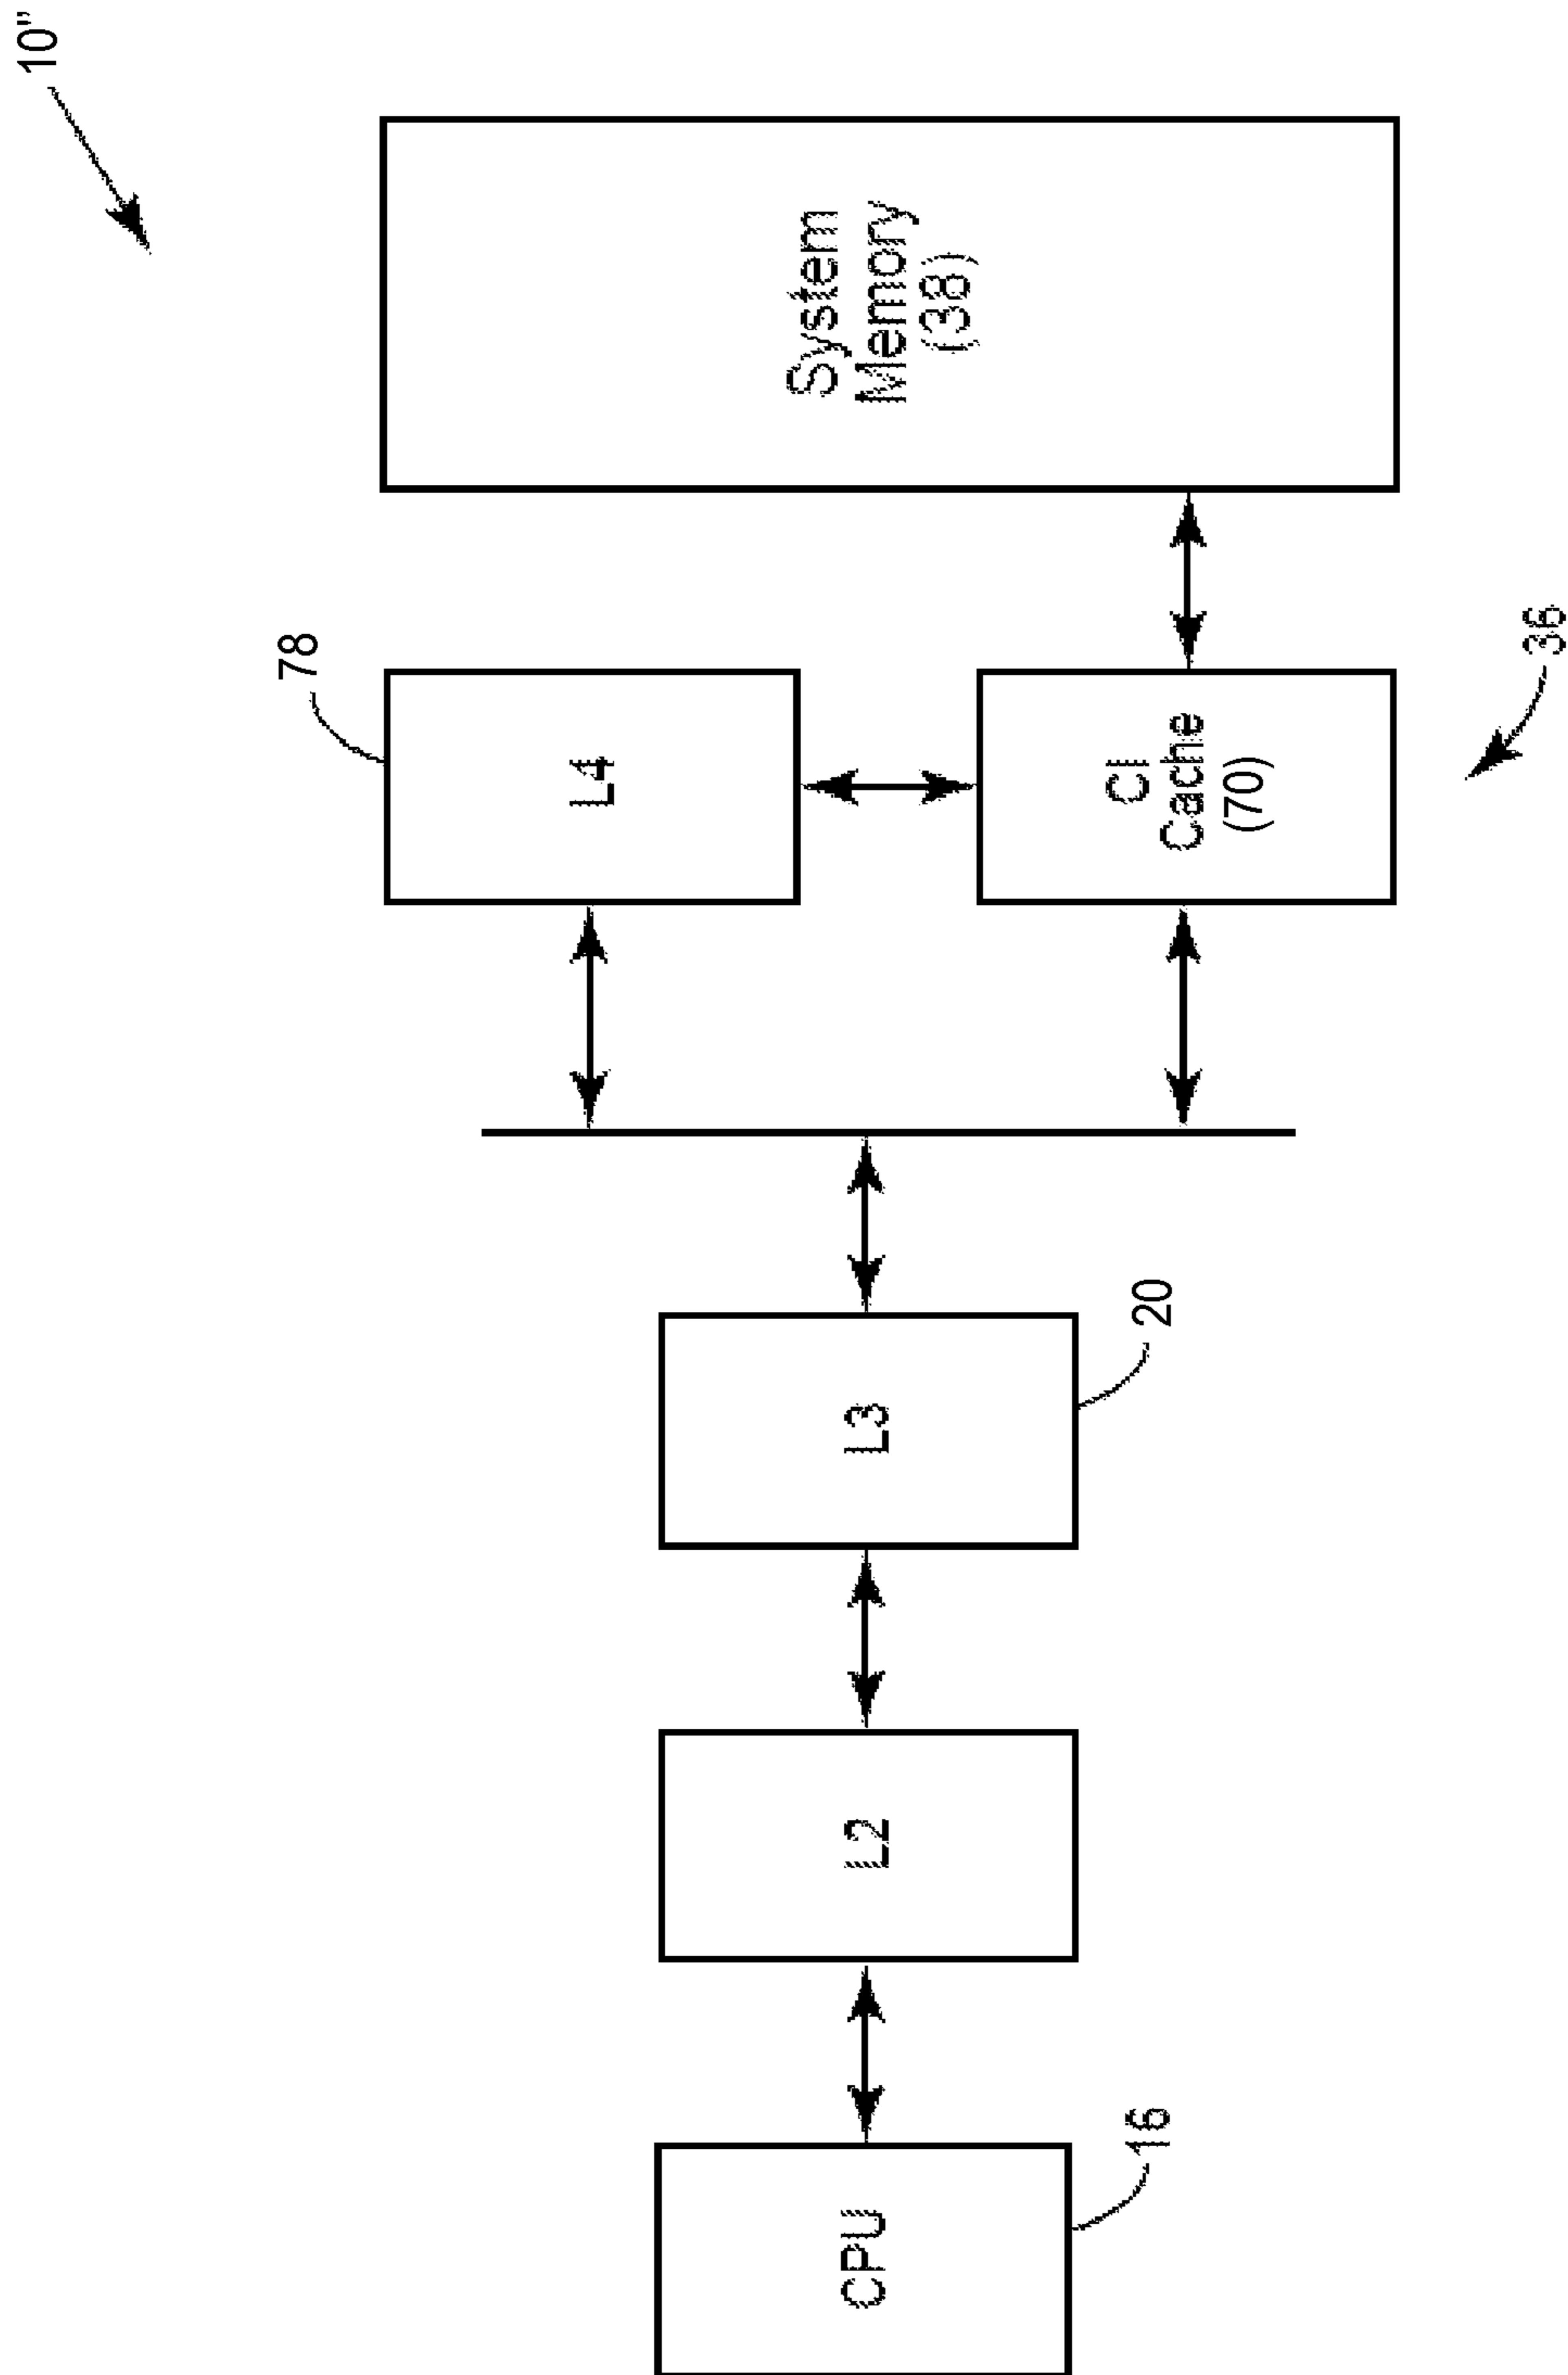 10"
78
L4
System
Memory
(38)
CPU
L2
L3
CI
Cache
(70)
16
20
36